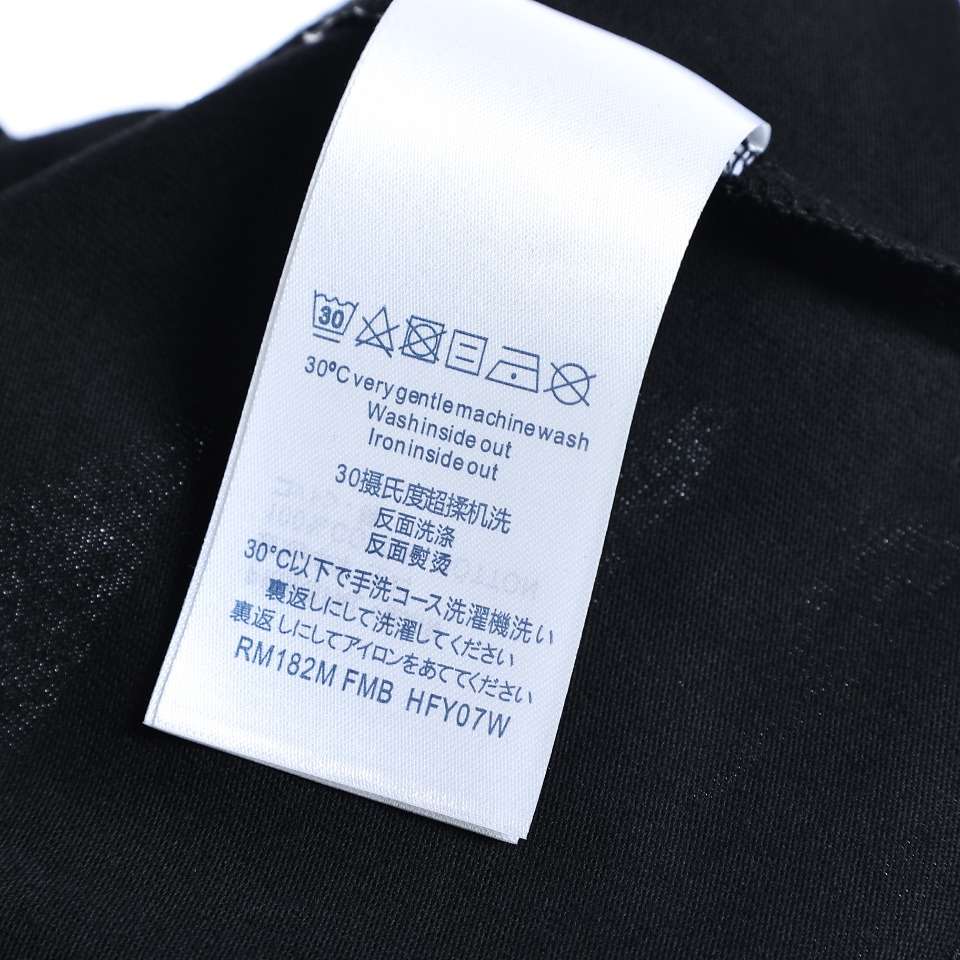 30
30°C very gentle machine wash
Wash inside out
Iron inside out
30摄氏度超揉机洗
反面洗涤
反面熨烫
30°C以下で手洗コース洗濯機洗い
裏返しにして洗濯してください
裏返しにしてアイロンをあててください
RM182M FMB HFY07W